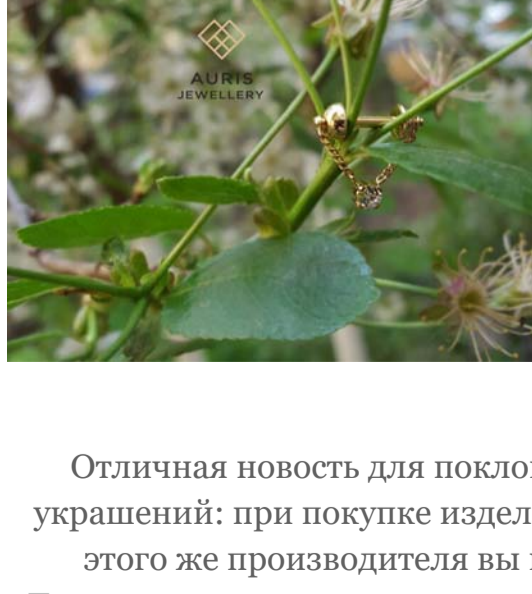 AURIS
JEWELLERY
Отличная новость для
украшений: при покупке
этого же производителя вы